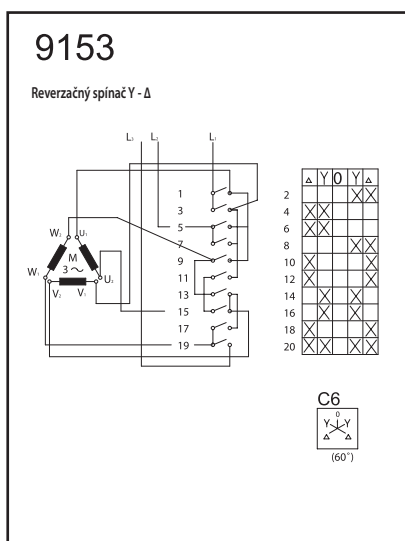 9153
Reverzačný spínač Y - Δ
L₃ L₂ L₁
Δ Y 0 Y Δ
1 2
3 4
5 6
7 8
9 10
11 12
13 14
15 16
17 18
19 20
W₂ U₁
M
3 ~
W₁ U₂
V₂ V₁
X X
X X
X X
X X
X X
X X
X X
X X
X X
X X X X
C6
0
Y Y
Δ Δ
(60°)